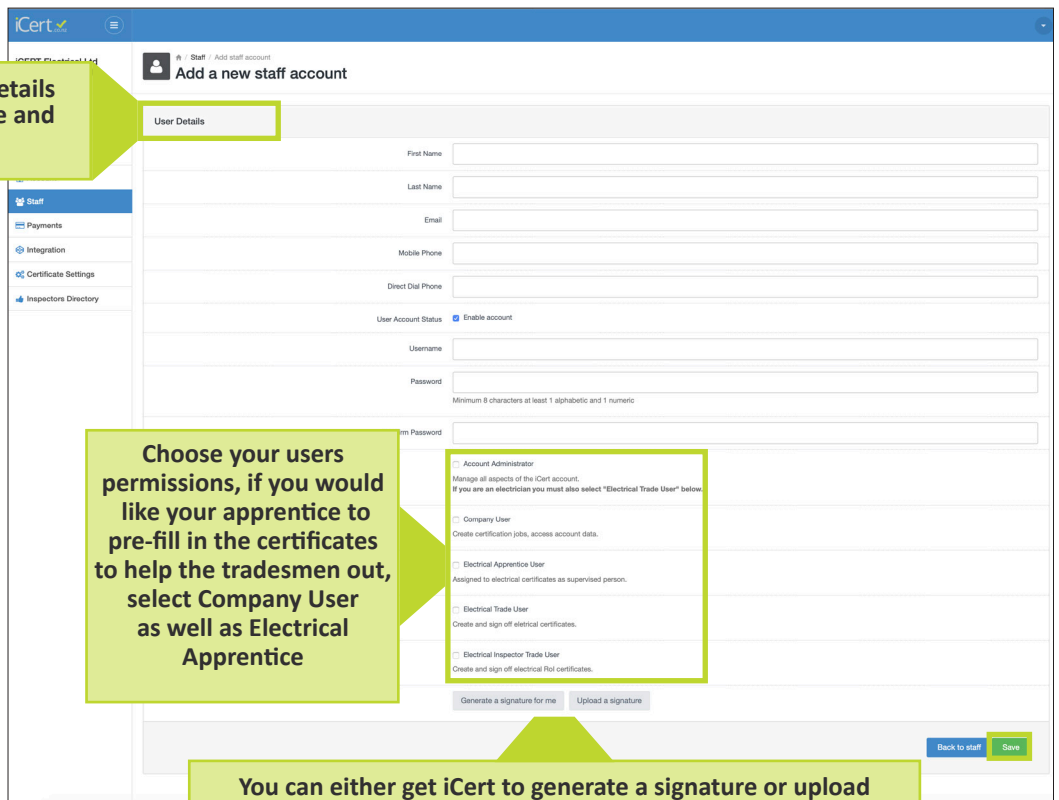 iCert
iCERT Electrical Ltd
Staff / Add staff account
Add a new staff account
etails
e and
User Details
First Name
Last Name
Email
Mobile Phone
Direct Dial Phone
User Account Status
Enable account
Username
Password
Minimum 8 characters at least 1 alphabetic and 1 numeric
rm Password
Staff
Payments
Integration
Certificate Settings
Inspectors Directory
Choose your users
permissions, if you would
like your apprentice to
pre-fill in the certificates
to help the tradesmen out,
select Company User
as well as Electrical
Apprentice
Account Administrator
Manage all aspects of the iCert account.
If you are an electrician you must also select "Electrical Trade User" below.
Company User
Create certification jobs, access account data.
Electrical Apprentice User
Assigned to electrical certificates as supervised person.
Electrical Trade User
Create and sign off eletrical certificates.
Electrical Inspector Trade User
Create and sign off electrical RoI certificates.
Generate a signature for me
Upload a signature
Back to staff
Save
You can either get iCert to generate a signature or upload